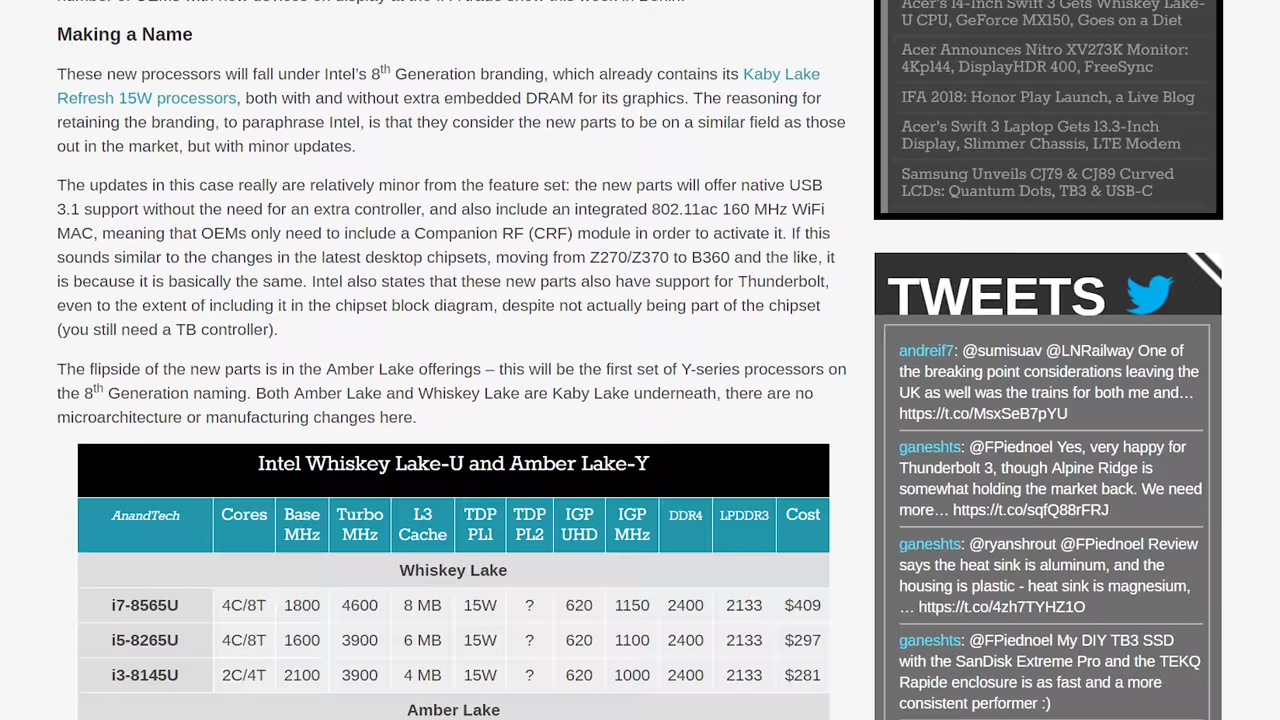 Making a Name
These new processors will fall under Intel's 8th Generation branding, which already contains its Kaby Lake
Refresh 15W processors, both with and without extra embedded DRAM for its graphics. The reasoning for
retaining the branding, to paraphrase Intel, is that they consider the new parts to be on a similar field as those
out in the market, but with minor updates.
The updates in this case really are relatively minor from the feature set: the new parts will offer native USB
3.1 support without the need for an extra controller, and also include an integrated 802.11ac 160 MHz WiFi
MAC, meaning that OEMs only need to include a Companion RF (CRF) module in order to activate it. If this
sounds similar to the changes in the latest desktop chipsets, moving from Z270/Z370 to B360 and the like, it
is because it is basically the same. Intel also states that these new parts also have support for Thunderbolt,
even to the extent of including it in the chipset block diagram, despite not actually being part of the chipset
(you still need a TB controller).
The flipside of the new parts is in the Amber Lake offerings – this will be the first set of Y-series processors on
the 8th Generation naming. Both Amber Lake and Whiskey Lake are Kaby Lake underneath, there are no
microarchitecture or manufacturing changes here.
Intel Whiskey Lake-U and Amber Lake-Y
AnandTech Cores Base MHz Turbo MHz L3 Cache TDP PL1 TDP PL2 IGP UHD IGP MHz DDR4 LPDDR3 Cost
Whiskey Lake
i7-8565U 4C/8T 1800 4600 8 MB 15W ? 620 1150 2400 2133 $409
i5-8265U 4C/8T 1600 3900 6 MB 15W ? 620 1100 2400 2133 $297
i3-8145U 2C/4T 2100 3900 4 MB 15W ? 620 1000 2400 2133 $281
Amber Lake
Acer's 14-Inch Swift 3 Gets Whiskey Lake-
U CPU, GeForce MX150, Goes on a Diet
Acer Announces Nitro XV273K Monitor:
4Kp144, DisplayHDR 400, FreeSync
IFA 2018: Honor Play Launch, a Live Blog
Acer's Swift 3 Laptop Gets 13.3-Inch
Display, Slimmer Chassis, LTE Modem
Samsung Unveils CJ79 & CJ89 Curved
LCDs: Quantum Dots, TB3 & USB-C
TWEETS
andreif7: @sumisuav @LNRailway One of
the breaking point considerations leaving the
UK as well was the trains for both me and…
https://t.co/MsxSeB7pYU
ganeshts: @FPiednoel Yes, very happy for
Thunderbolt 3, though Alpine Ridge is
somewhat holding the market back. We need
more… https://t.co/sqfQ88rFRJ
ganeshts: @ryanshrout @FPiednoel Review
says the heat sink is aluminum, and the
housing is plastic - heat sink is magnesium,
… https://t.co/4zh7TYHZ1O
ganeshts: @FPiednoel My DIY TB3 SSD
with the SanDisk Extreme Pro and the TEKQ
Rapide enclosure is as fast and a more
consistent performer :)